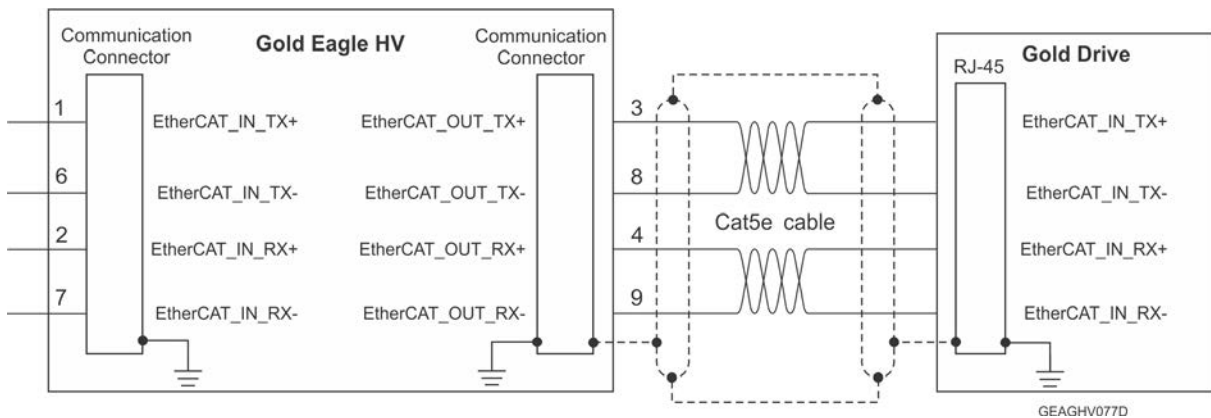 Communication
Connector
Gold Eagle HV
Communication
Connector
Gold Drive
RJ-45
1
EtherCAT_IN_TX+
EtherCAT_OUT_TX+
3
EtherCAT_IN_TX+
6
EtherCAT_IN_TX-
EtherCAT_OUT_TX-
8
EtherCAT_IN_TX-
Cat5e cable
2
EtherCAT_IN_RX+
EtherCAT_OUT_RX+
4
EtherCAT_IN_RX+
7
EtherCAT_IN_RX-
EtherCAT_OUT_RX-
9
EtherCAT_IN_RX-
GEAGHV077D